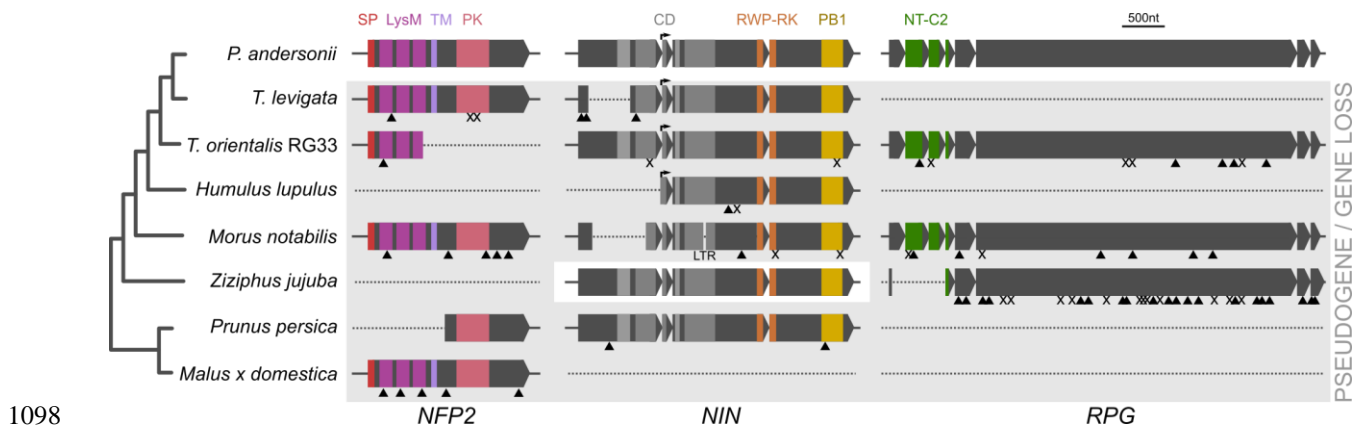 SP LysM TM PK CD RWP-RK PB1 NT-C2 500nt
P. andersonii
T. levigata
X X
T. orientalis RG33
X X X X X X
Humulus lupulus
X
Morus notabilis
LTR X X X X
Ziziphus jujuba
X X X X X X X X X X X X
Prunus persica
Malus x domestica
PSEUDOGENE / GENE LOSS
1098 NFP2 NIN RPG